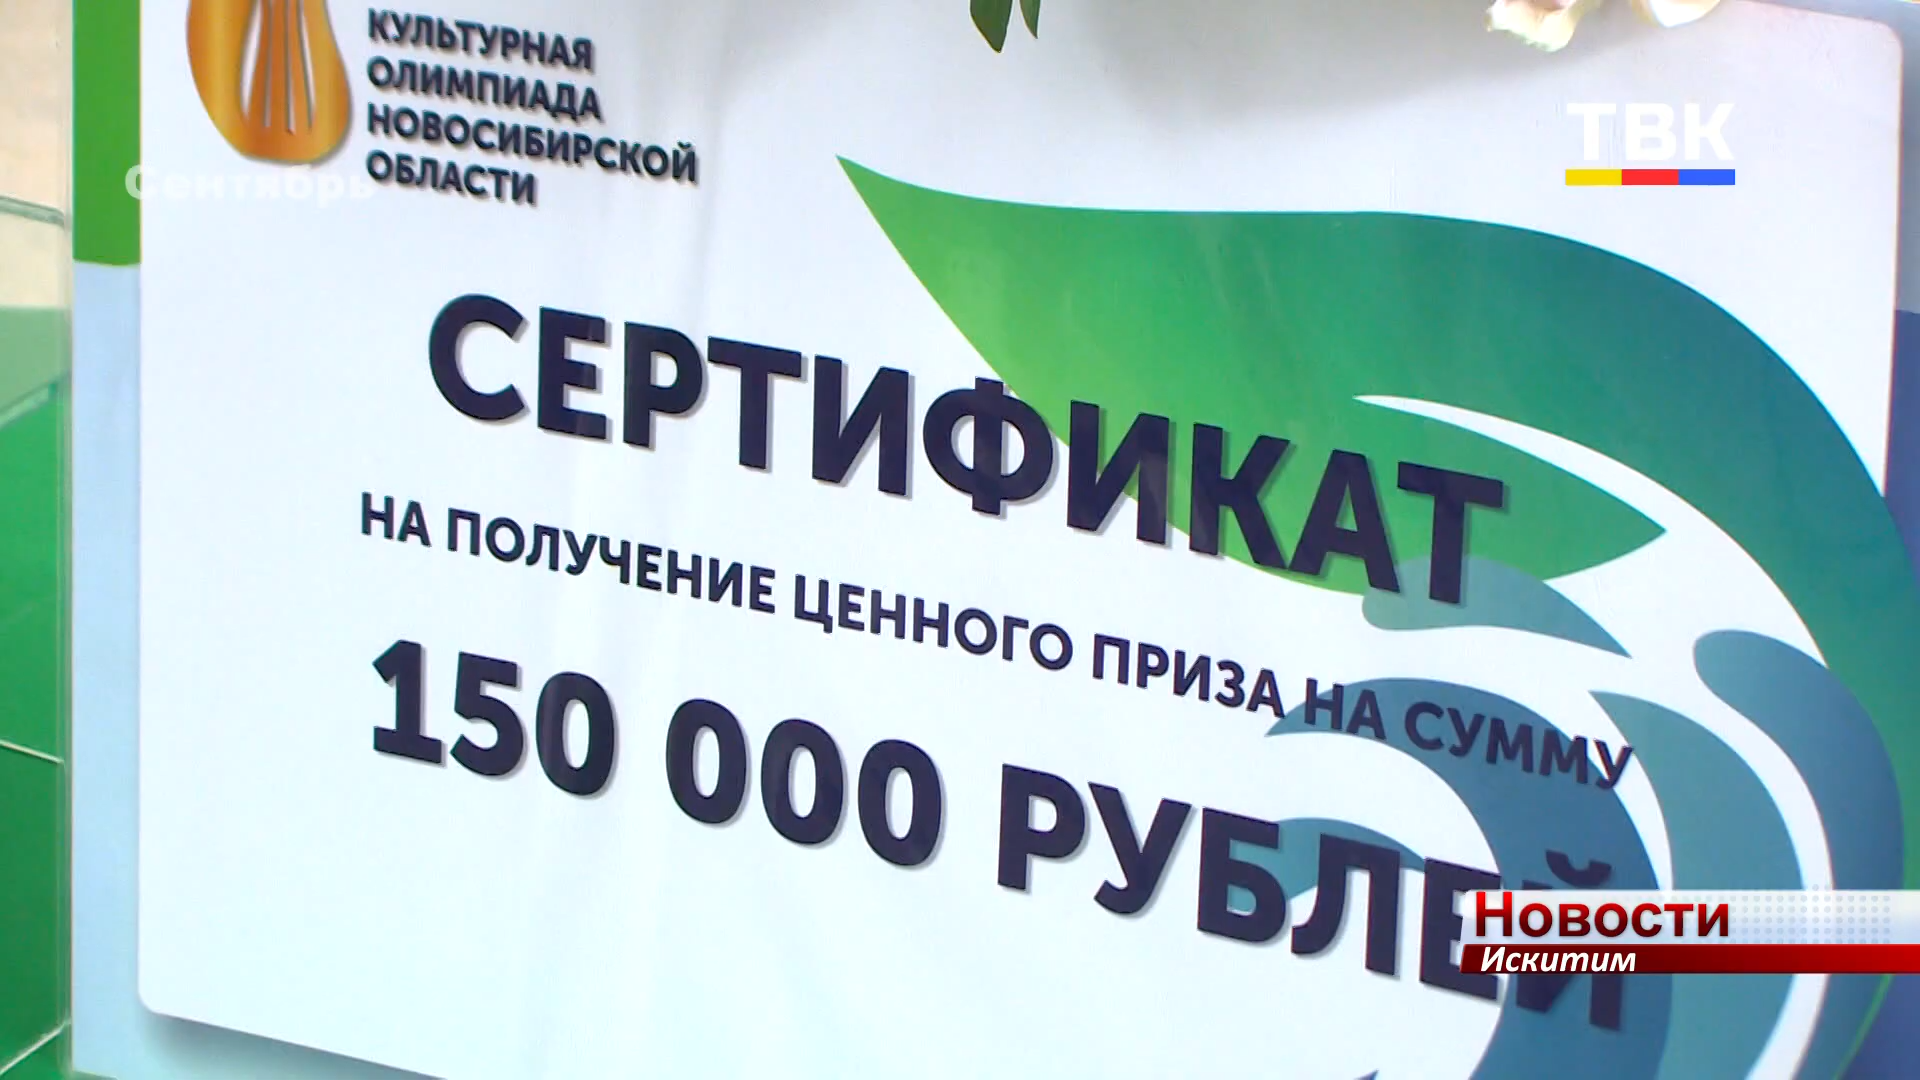 КУЛЬТУРНАЯ
ОЛИМПИАДА
НОВОСИБИРСКОЙ
ОБЛАСТИ
Сентябрь
ТВК
СЕРТИФИКАТ
НА ПОЛУЧЕНИЕ ЦЕННОГО ПРИЗА НА СУММУ
150 000 РУБЛЕЙ
Новости
Искитим